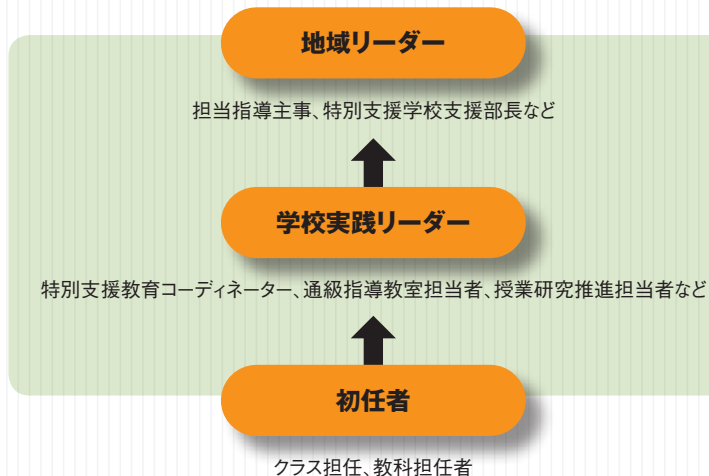 地域リーダー
担当指導主事、特別支援学校支援部長など
学校実践リーダー
特別支援教育コーディネーター、通級指導教室担当者、授業研究推進担当者など
初任者
クラス担任、教科担任者